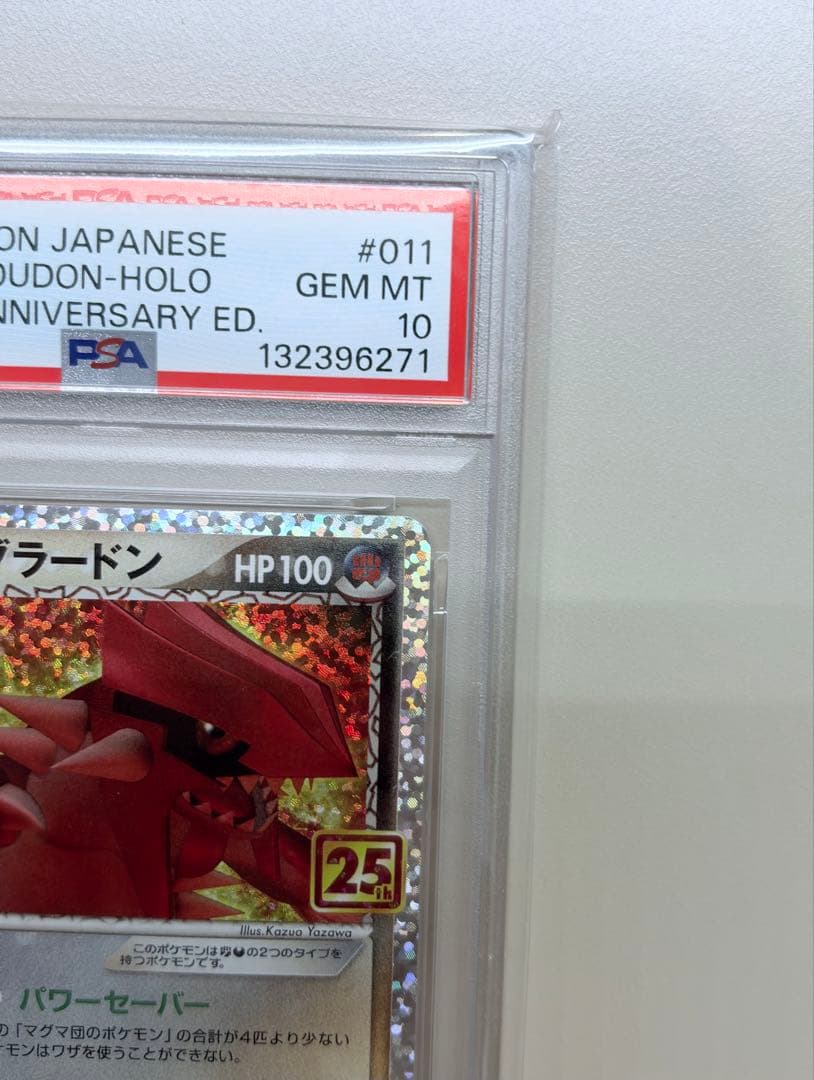 ON JAPANESE #011
OUDON-HOLO GEM MT
NNIVERSARY ED. 10
PSA 132396271
グラードン HP100
25th
Illus.Kazuo Yazawa
このポケモンは の2つのタイプを
持つポケモンです。
パワーセーバー
の「マグマ団のポケモン」の合計が4匹より少ない
ケモンはワザを使うことができない。